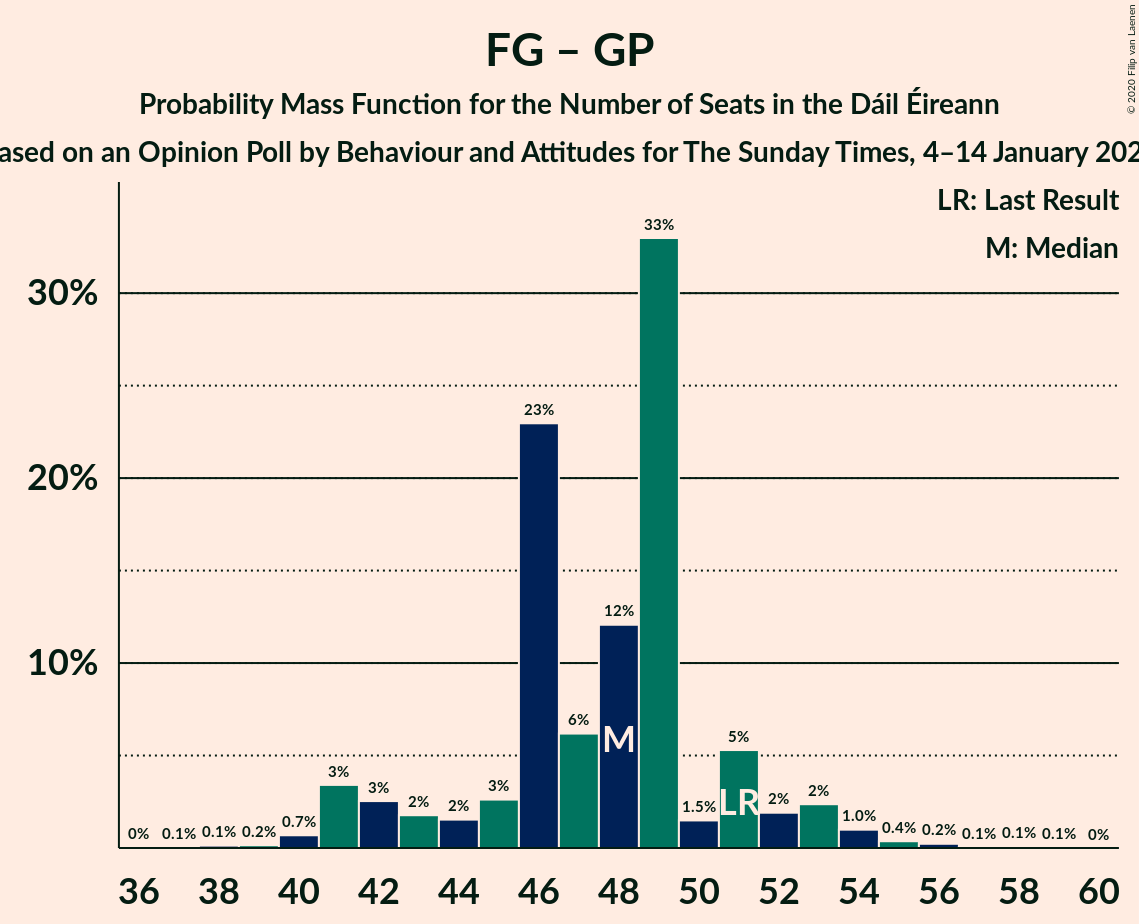 FG – GP
Probability Mass Function for the Number of Seats in the Dáil Éireann
ased on an Opinion Poll by Behaviour and Attitudes for The Sunday Times, 4–14 January 202
© 2020 Filip van Laenen
LR: Last Result
M: Median
30%
20%
10%
0% 0.1% 0.1% 0.2% 0.7% 3% 3% 2% 2% 3% 23% 6% 12% 33% 1.5% 5% 2% 2% 1.0% 0.4% 0.2% 0.1% 0.1% 0.1% 0%
M
LR
36 38 40 42 44 46 48 50 52 54 56 58 60